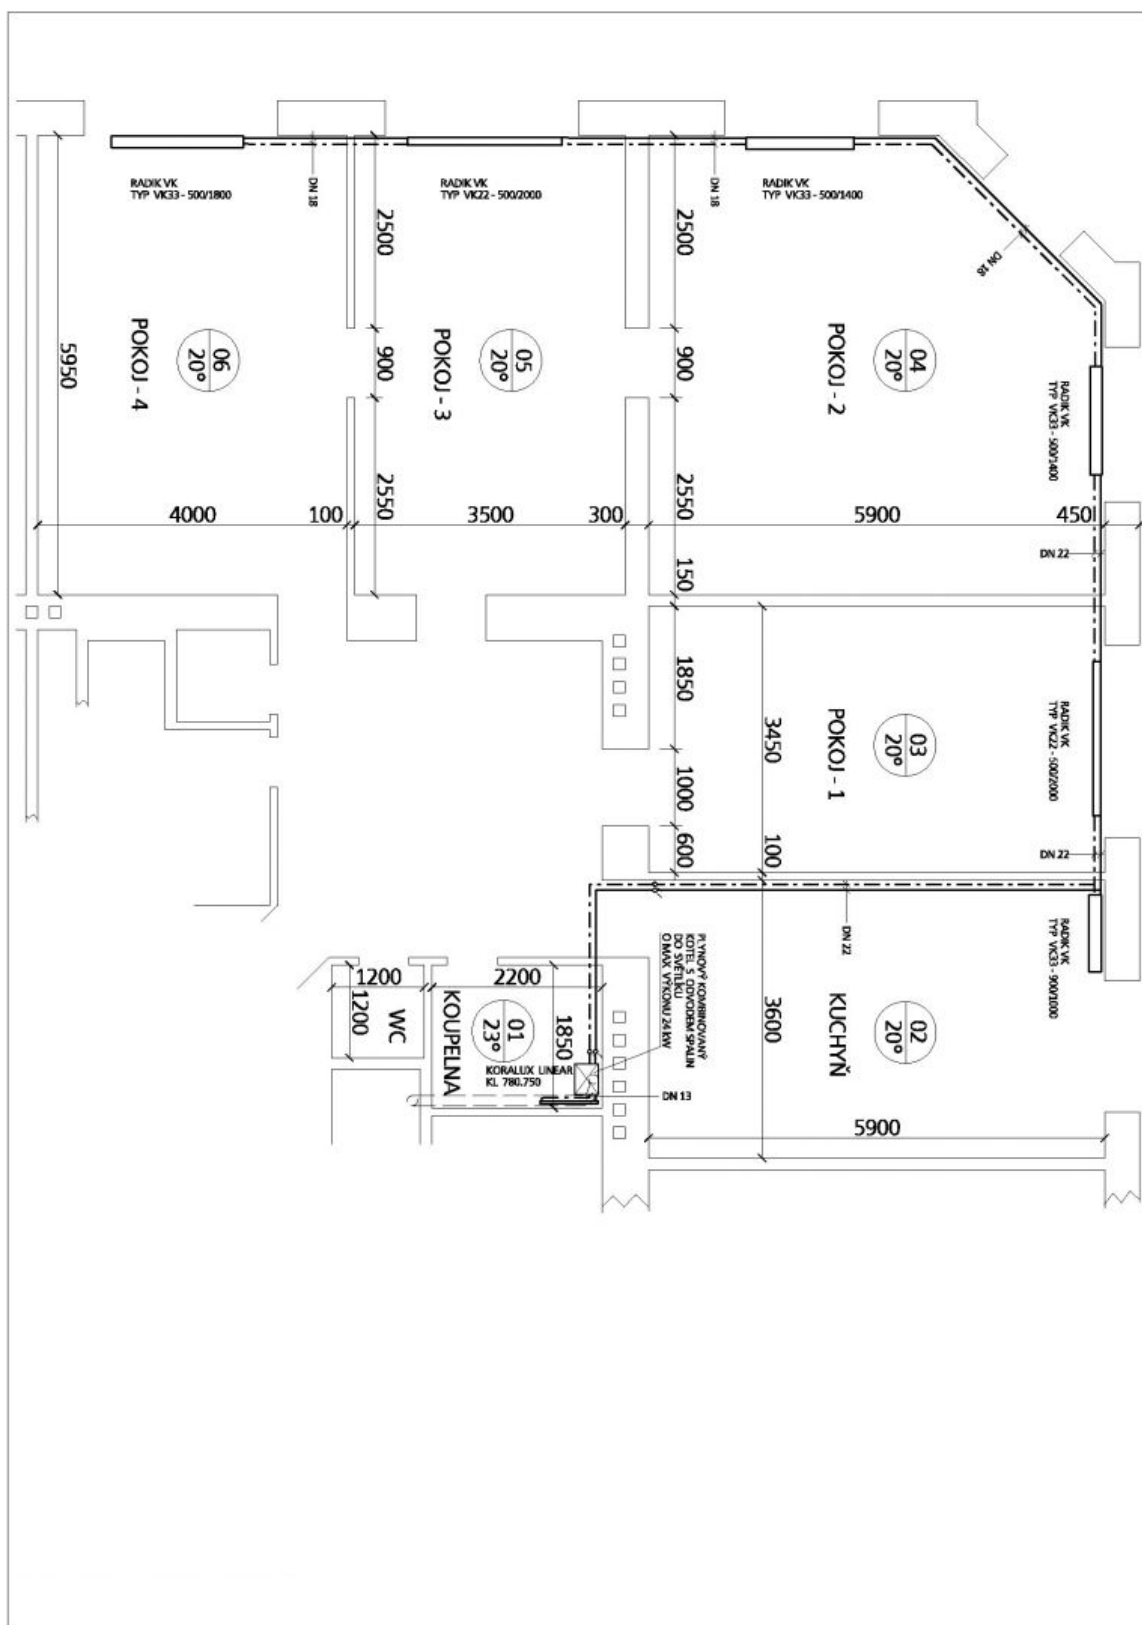 RADIK VK
TYP VK33 - 500/1800
DN 18
RADIK VK
TYP VK22 - 500/2000
DN 18
RADIK VK
TYP VK33 - 500/1400
DN 18
2500
2500
06
20°
POKOJ - 4
05
20°
POKOJ - 3
04
20°
POKOJ - 2
5950
900
900
RADIK VK
TYP VK33 - 500/1400
2550
2550
4000
100
3500
300
5900
450
DN 22
150
1850
3450
03
20°
POKOJ - 1
RADIK VK
TYP VK22 - 500/2000
1000
600
100
DN 22
DN 22
RADIK VK
TYP VK33 - 900/1000
PLYNOVÝ KOMBINOVANÝ
KOTEL S ODVODEM SPALIN
DO SVĚTLÍKU
O MAX. VÝKONU 24 KW
1200
2200
1200
WC
KOUPELNA
01
23°
1850
3600
KUCHYŇ
02
20°
KORALUX LINEAR
KL 780.750
DN 13
5900